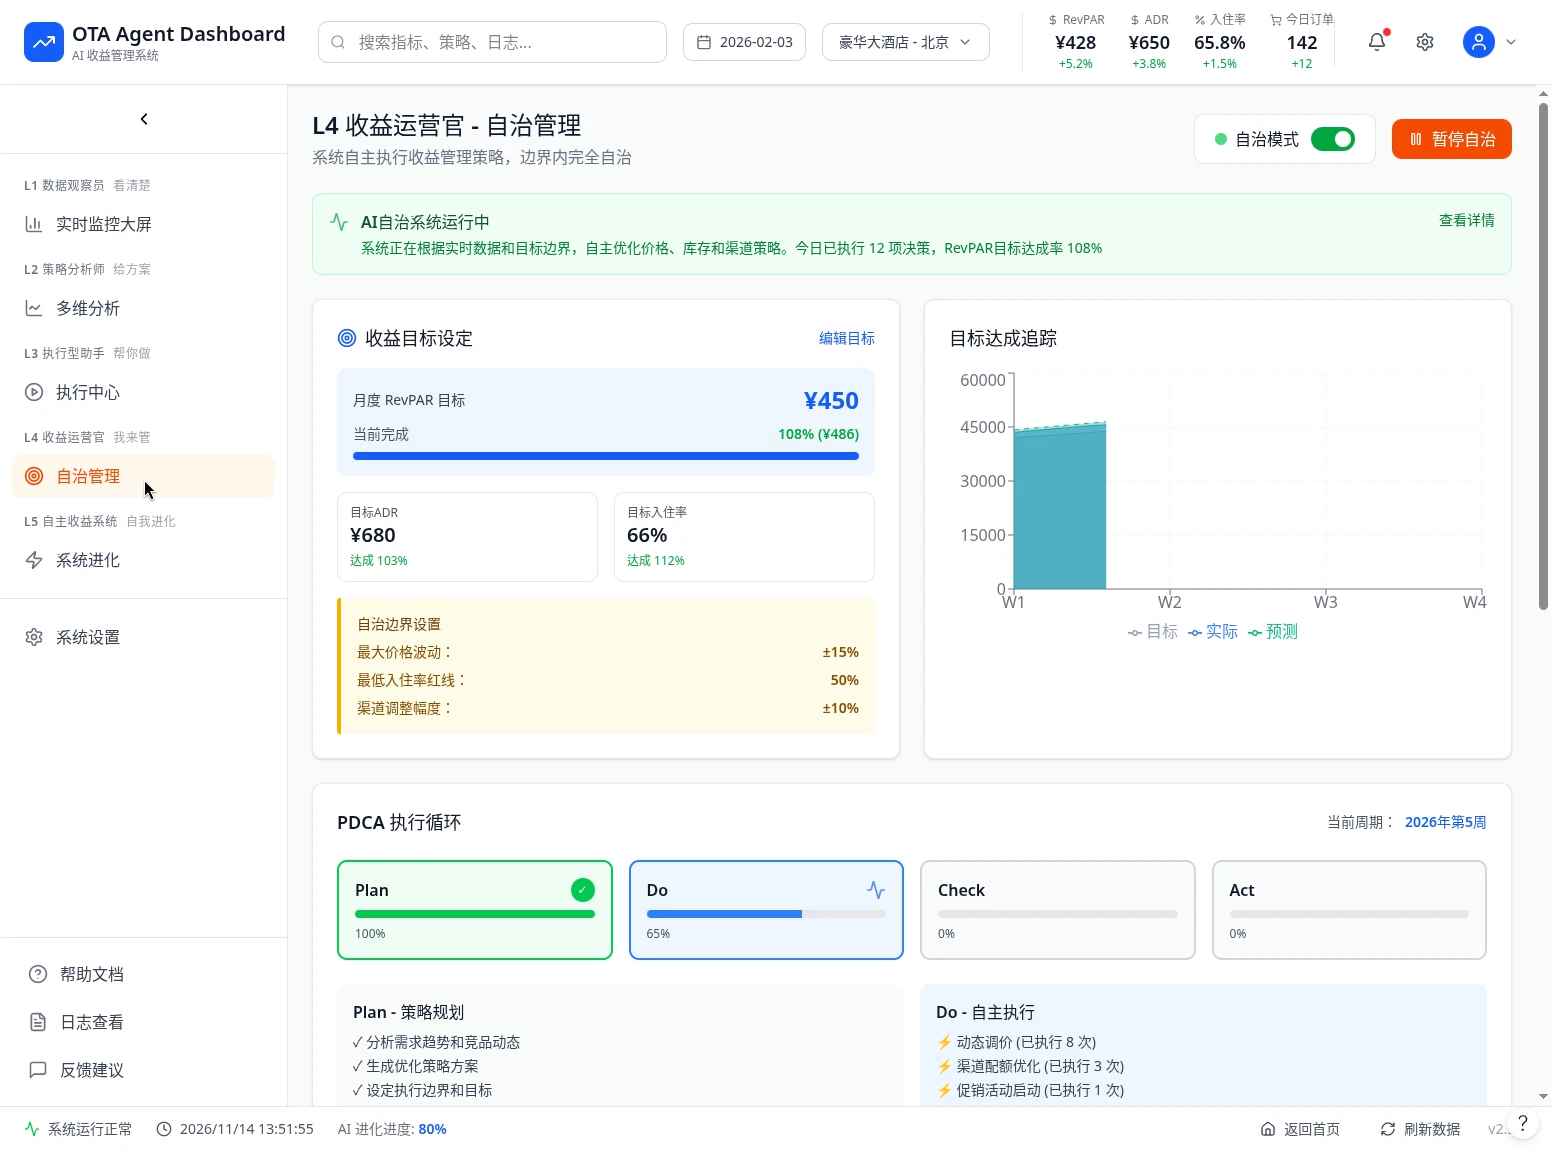 OTA Agent Dashboard
AI 收益管理系统
搜索指标、策略、日志...
2026-02-03
豪华大酒店 - 北京
$ RevPAR
¥428
+5.2%
$ ADR
¥650
+3.8%
% 入住率
65.8%
+1.5%
今日订单
142
+12
L1 数据观察员 看清楚
实时监控大屏
L2 策略分析师 给方案
多维分析
L3 执行型助手 帮你做
执行中心
L4 收益运营官 我来管
自治管理
L5 自主收益系统 自我进化
系统进化
系统设置
帮助文档
日志查看
反馈建议
L4 收益运营官 - 自治管理
系统自主执行收益管理策略，边界内完全自治
自治模式
暂停自治
AI自治系统运行中
查看详情
系统正在根据实时数据和目标边界，自主优化价格、库存和渠道策略。今日已执行 12 项决策，RevPAR目标达成率 108%
收益目标设定
编辑目标
月度 RevPAR 目标
¥450
当前完成
108% (¥486)
目标ADR
¥680
达成 103%
目标入住率
66%
达成 112%
自治边界设置
最大价格波动：
±15%
最低入住率红线：
50%
渠道调整幅度：
±10%
目标达成追踪
60000
45000
30000
15000
0
W1
W2
W3
W4
目标
实际
预测
PDCA 执行循环
当前周期：
2026年第5周
Plan
✓
100%
Do
65%
Check
0%
Act
0%
Plan - 策略规划
✓ 分析需求趋势和竞品动态
✓ 生成优化策略方案
✓ 设定执行边界和目标
Do - 自主执行
⚡ 动态调价 (已执行 8 次)
⚡ 渠道配额优化 (已执行 3 次)
⚡ 促销活动启动 (已执行 1 次)
系统运行正常
2026/11/14 13:51:55
AI 进化进度: 80%
返回首页
刷新数据
v2.
?